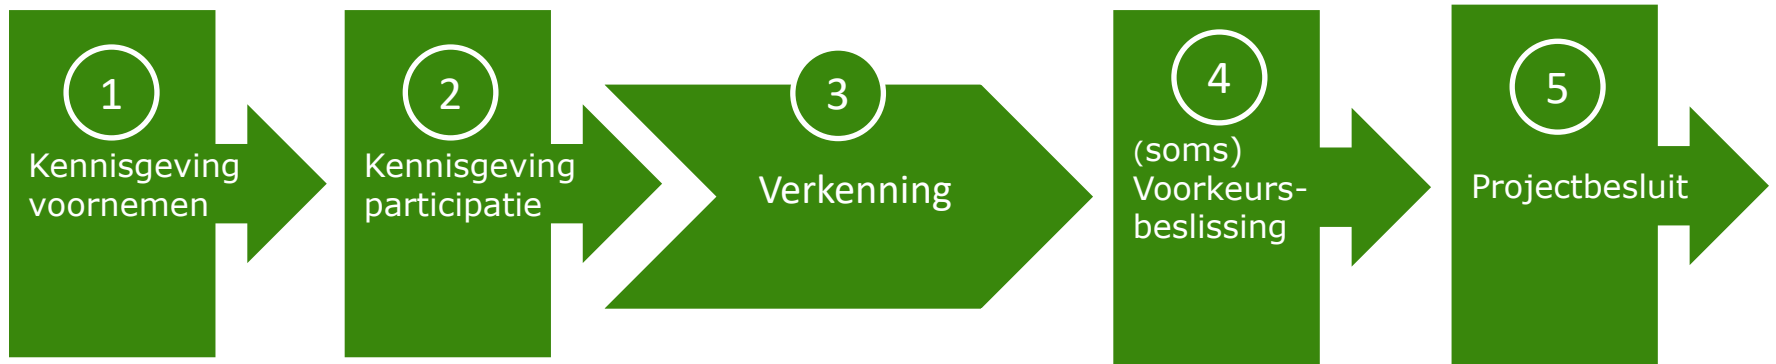 1
Kennisgeving
voornemen
2
Kennisgeving
participatie
3
Verkenning
4
(soms)
Voorkeurs-
beslissing
5
Projectbesluit